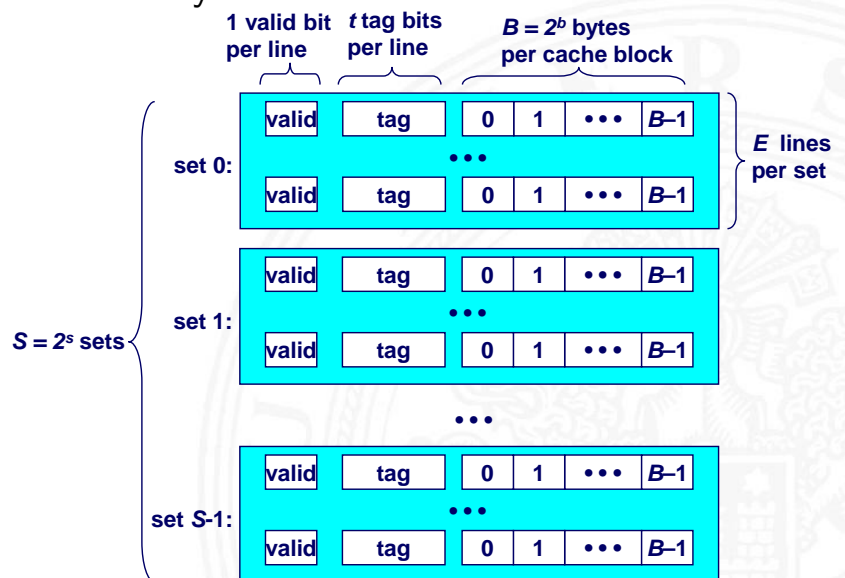 1 valid bit per line
t tag bits per line
B = 2ᵇ bytes per cache block
valid tag 0 1 ••• B–1
set 0:
•••
E lines per set
valid tag 0 1 ••• B–1
valid tag 0 1 ••• B–1
set 1:
•••
S = 2ˢ sets
valid tag 0 1 ••• B–1
•••
valid tag 0 1 ••• B–1
•••
set S-1:
valid tag 0 1 ••• B–1